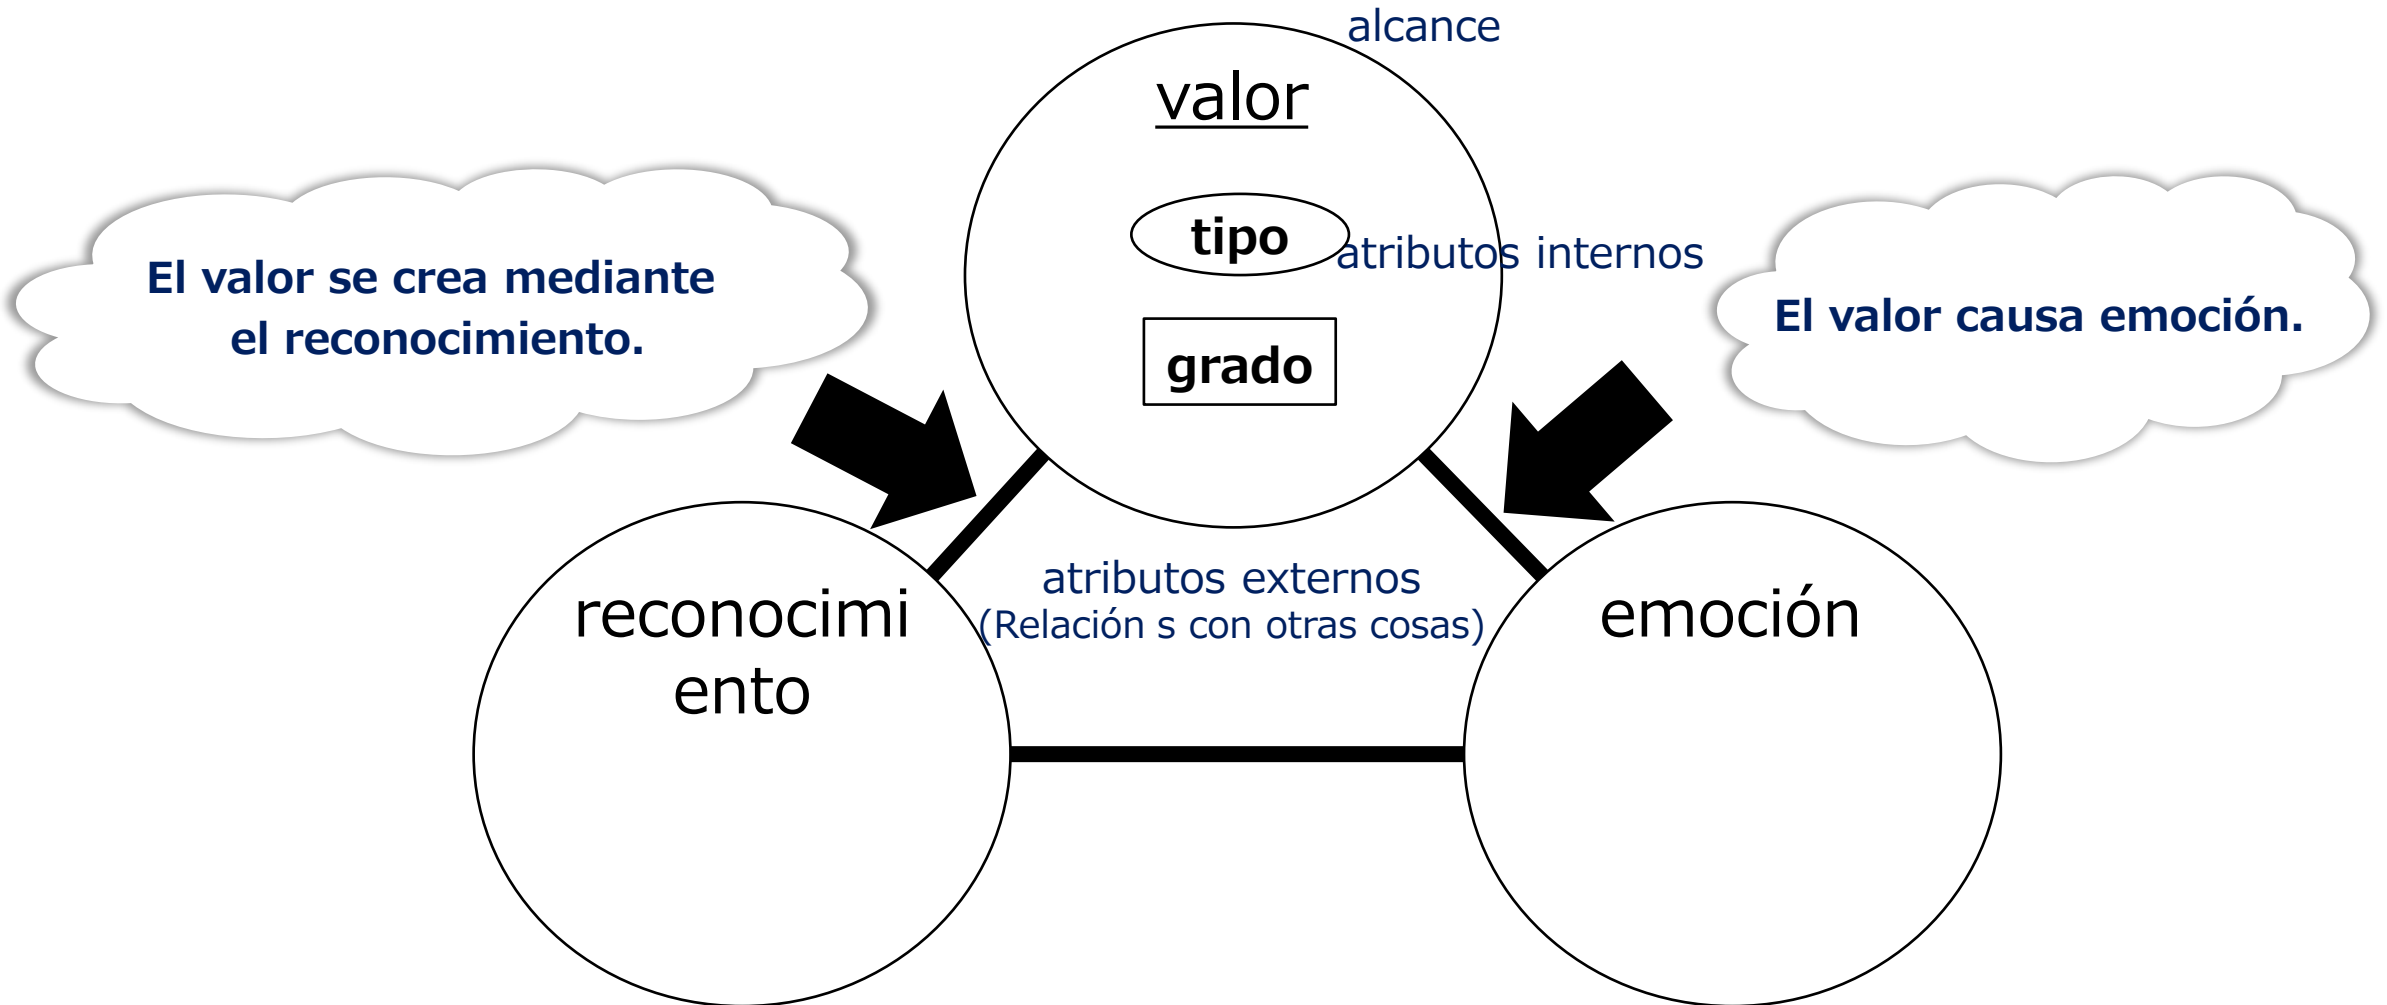 alcance
valor
tipo
atributos internos
grado
El valor se crea mediante
el reconocimiento.
El valor causa emoción.
atributos externos
(Relación s con otras cosas)
reconocimi
ento
emoción